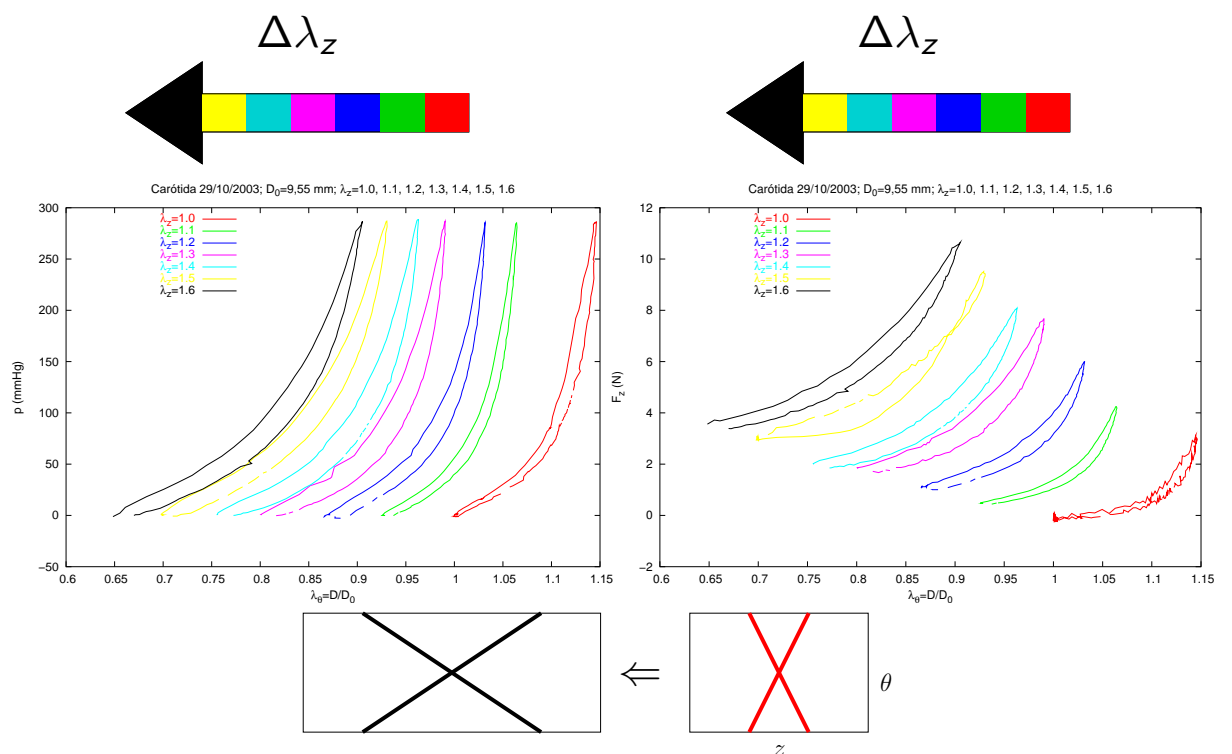 Δλz
Δλz
Carótida 29/10/2003; D0=9,55 mm; λz=1.0, 1.1, 1.2, 1.3, 1.4, 1.5, 1.6
300
250
200
150
100
50
0
−50
p (mmHg)
λz=1.0
λz=1.1
λz=1.2
λz=1.3
λz=1.4
λz=1.5
λz=1.6
0.6 0.65 0.7 0.75 0.8 0.85 0.9 0.95 1 1.05 1.1 1.15
λθ=D/D0
Carótida 29/10/2003; D0=9,55 mm; λz=1.0, 1.1, 1.2, 1.3, 1.4, 1.5, 1.6
12
10
8
6
4
2
0
−2
Fz (N)
λz=1.0
λz=1.1
λz=1.2
λz=1.3
λz=1.4
λz=1.5
λz=1.6
0.6 0.65 0.7 0.75 0.8 0.85 0.9 0.95 1 1.05 1.1 1.15
λθ=D/D0
⇐
θ
z